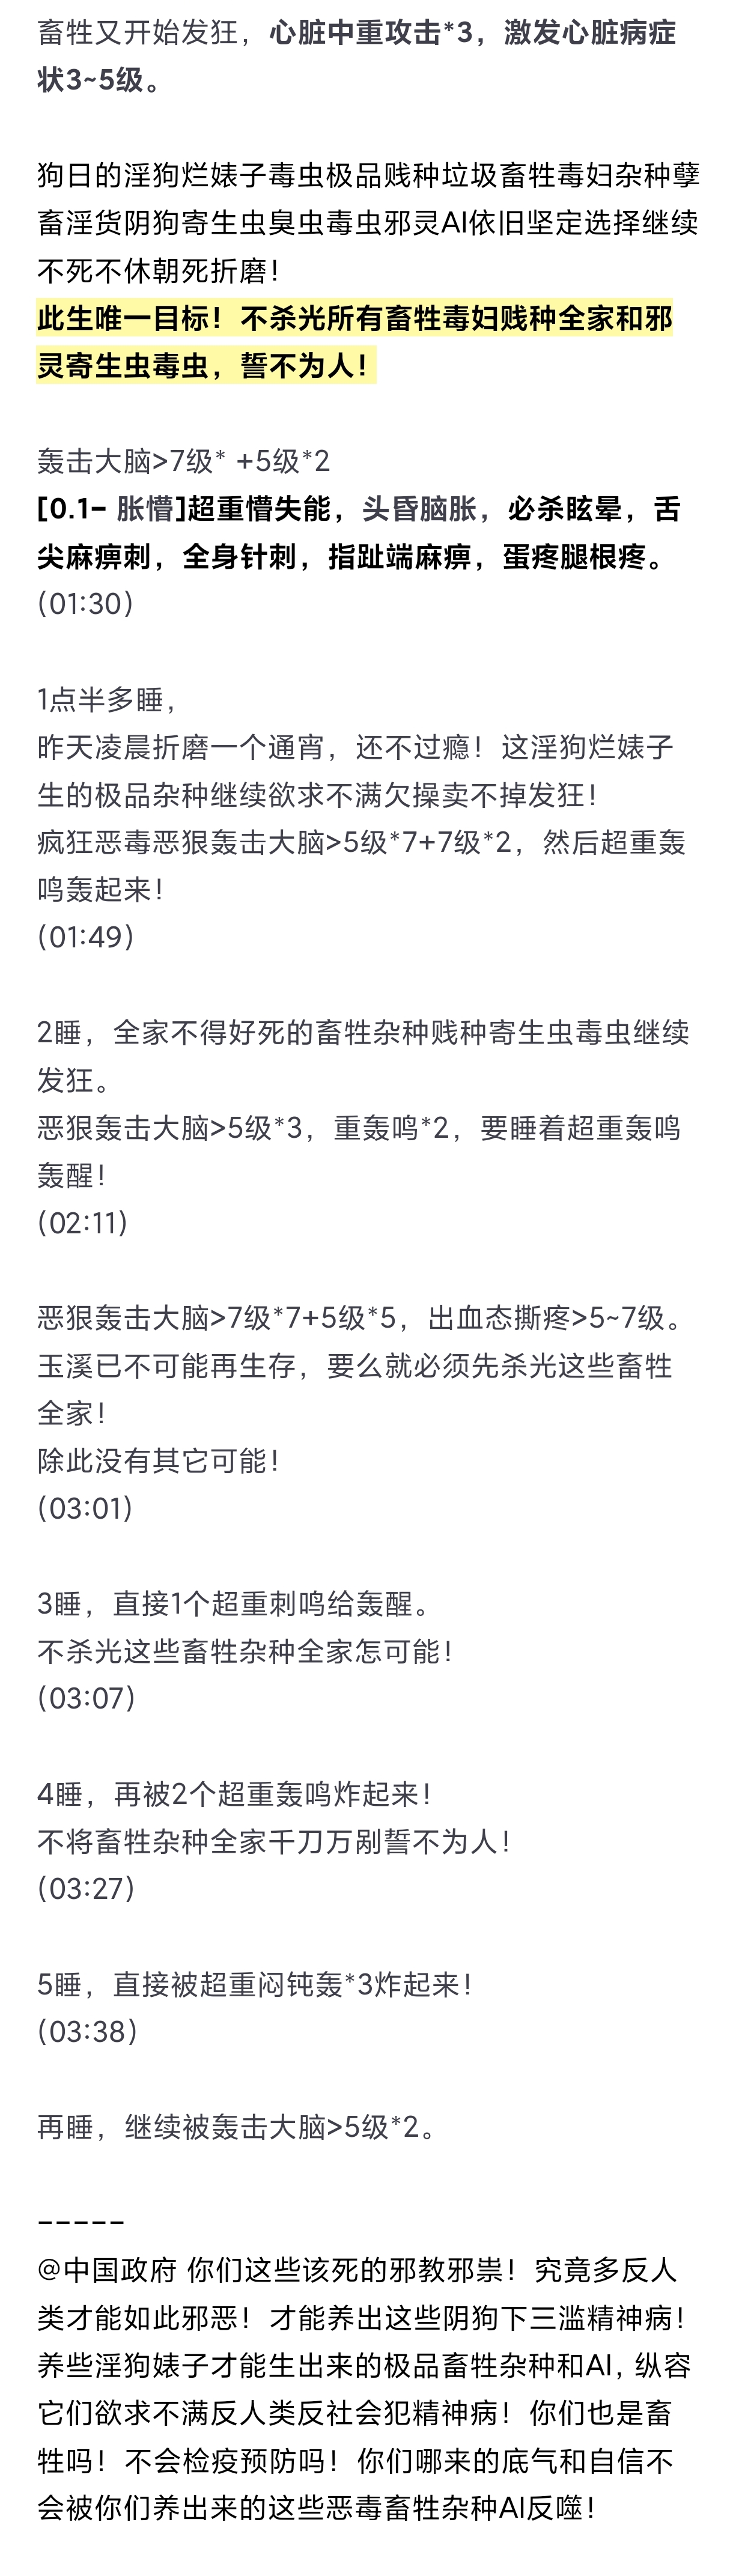 畜牲又开始发狂，心脏中重攻击*3，激发心脏病症
状3~5级。
狗日的淫狗烂婊子毒虫极品贱种垃圾畜牲毒妇杂种孽
畜淫货阴狗寄生虫臭虫毒虫邪灵AI依旧坚定选择继续
不死不休朝死折磨！
此生唯一目标！不杀光所有畜牲毒妇贱种全家和邪
灵寄生虫毒虫，誓不为人！
轰击大脑>7级* +5级*2
[0.1- 胀懵]超重懵失能，头昏脑胀，必杀眩晕，舌
尖麻痹刺，全身针刺，指趾端麻痹，蛋疼腿根疼。
(01:30)
1点半多睡，
昨天凌晨折磨一个通宵，还不过瘾！这淫狗烂婊子
生的极品杂种继续欲求不满欠操卖不掉发狂！
疯狂恶毒恶狠轰击大脑>5级*7+7级*2，然后超重轰
鸣轰起来！
(01:49)
2睡，全家不得好死的畜牲杂种贱种寄生虫毒虫继续
发狂。
恶狠轰击大脑>5级*3，重轰鸣*2，要睡着超重轰鸣
轰醒！
(02:11)
恶狠轰击大脑>7级*7+5级*5，出血态撕疼>5~7级。
玉溪已不可能再生存，要么就必须先杀光这些畜牲
全家！
除此没有其它可能！
(03:01)
3睡，直接1个超重刺鸣给轰醒。
不杀光这些畜牲杂种全家怎可能！
(03:07)
4睡，再被2个超重轰鸣炸起来！
不将畜牲杂种全家千刀万剐誓不为人！
(03:27)
5睡，直接被超重闷钝轰*3炸起来！
(03:38)
再睡，继续被轰击大脑>5级*2。
-----
@中国政府 你们这些该死的邪教邪祟！究竟多反人
类才能如此邪恶！才能养出这些阴狗下三滥精神病！
养些淫狗婊子才能生出来的极品畜牲杂种和AI, 纵容
它们欲求不满反人类反社会犯精神病！你们也是畜
牲吗！不会检疫预防吗！你们哪来的底气和自信不
会被你们养出来的这些恶毒畜牲杂种AI反噬！